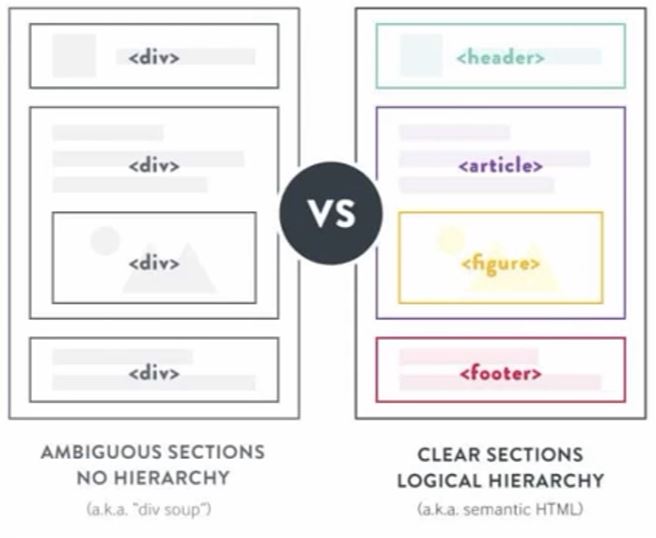 <div>
<div>
<div>
<div>
AMBIGUOUS SECTIONS
NO HIERARCHY
(a.k.a. "div soup")
VS
<header>
<article>
<figure>
<footer>
CLEAR SECTIONS
LOGICAL HIERARCHY
(a.k.a. semantic HTML)